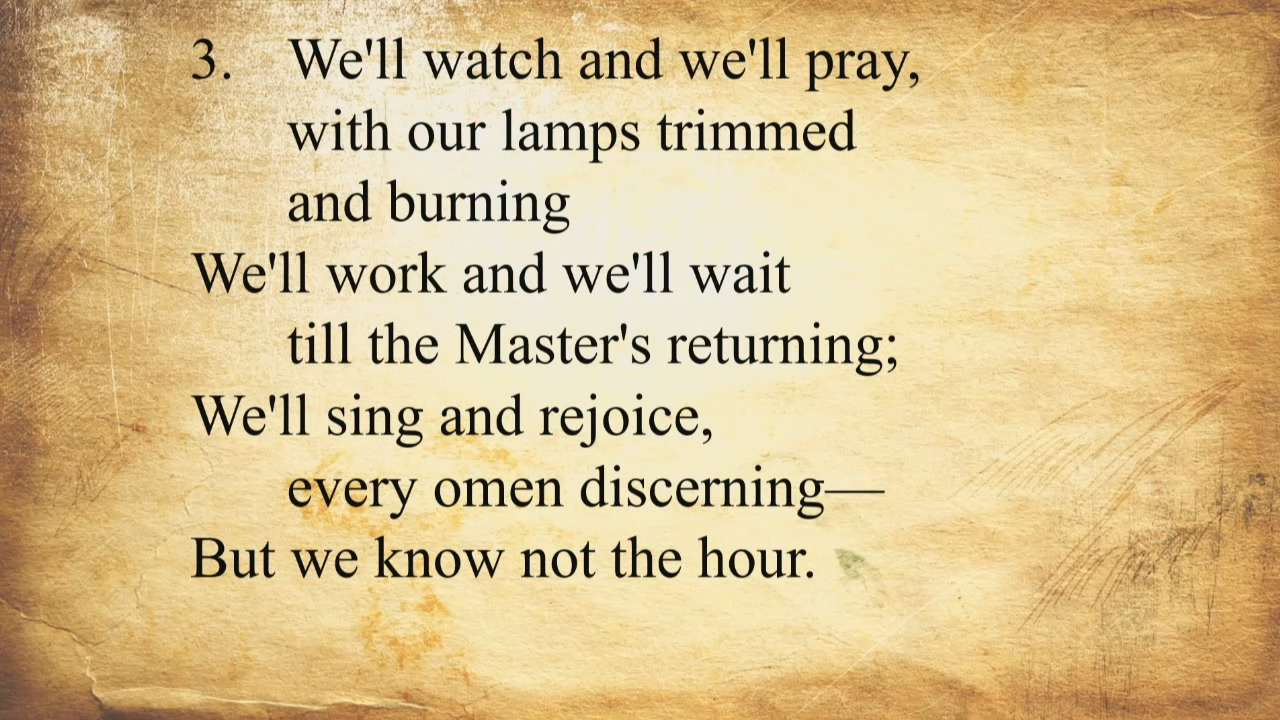 3. We'll watch and we'll pray,
with our lamps trimmed
and burning
We'll work and we'll wait
till the Master's returning;
We'll sing and rejoice,
every omen discerning—
But we know not the hour.